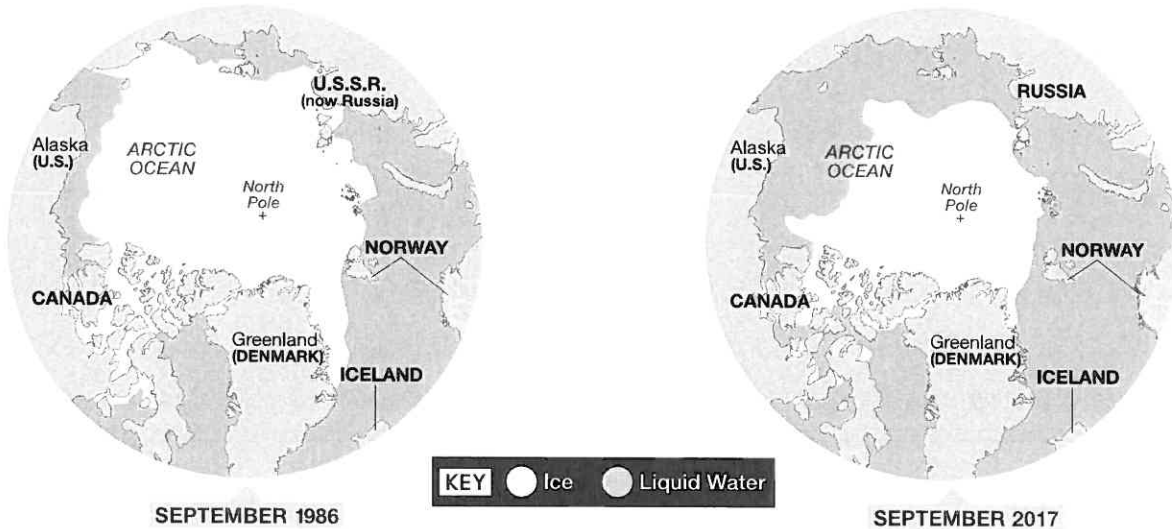 U.S.S.R.
(now Russia)
Alaska
(U.S.)
ARCTIC
OCEAN
North
Pole
+
NORWAY
CANADA
Greenland
(DENMARK)
ICELAND
SEPTEMBER 1986
RUSSIA
Alaska
(U.S.)
ARCTIC
OCEAN
North
Pole
+
NORWAY
CANADA
Greenland
(DENMARK)
ICELAND
SEPTEMBER 2017
KEY Ice Liquid Water